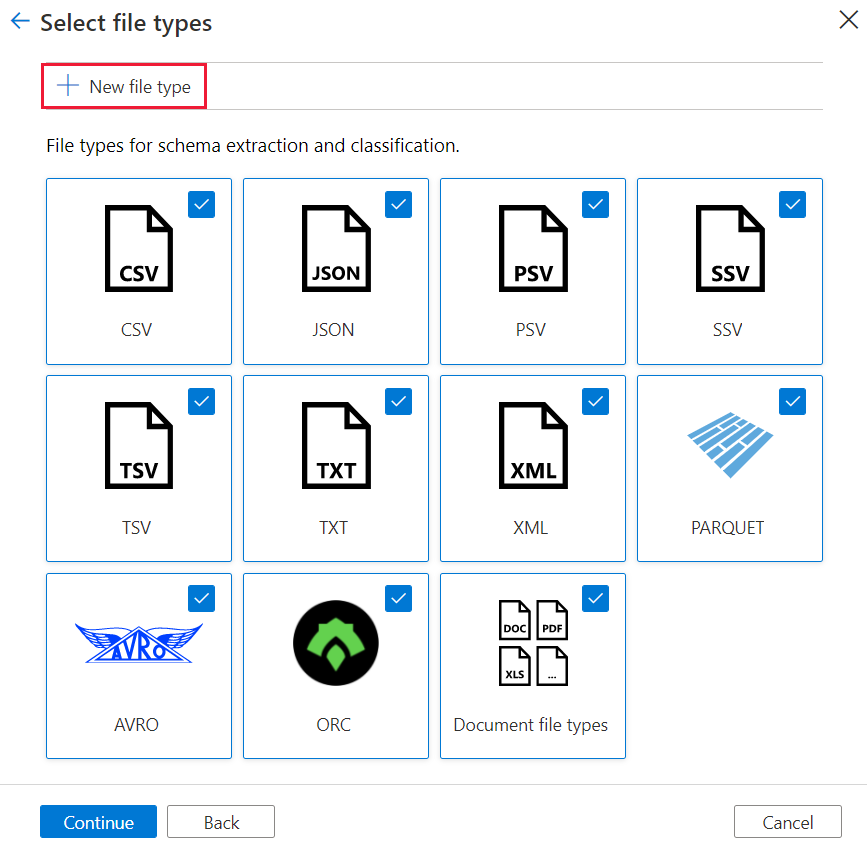 Select file types
New file type
File types for schema extraction and classification.
CSV
CSV
JSON
JSON
PSV
PSV
SSV
SSV
TSV
TSV
TXT
TXT
XML
XML
PARQUET
AVRO
AVRO
ORC
DOC PDF
XLS ...
Document file types
Continue
Back
Cancel